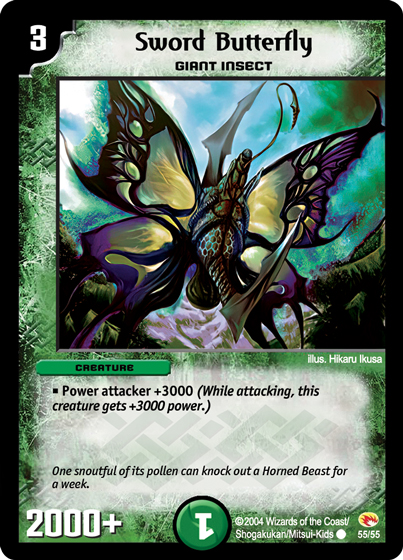 3
Sword Butterfly
GIANT INSECT
illus. Hikaru Ikusa
CREATURE
▪ Power attacker +3000 (While attacking, this
creature gets +3000 power.)
One snoutful of its pollen can knock out a Horned Beast for
a week.
2000+
1
©2004 Wizards of the Coast/
Shogakukan/Mitsui-Kids ● 55/55